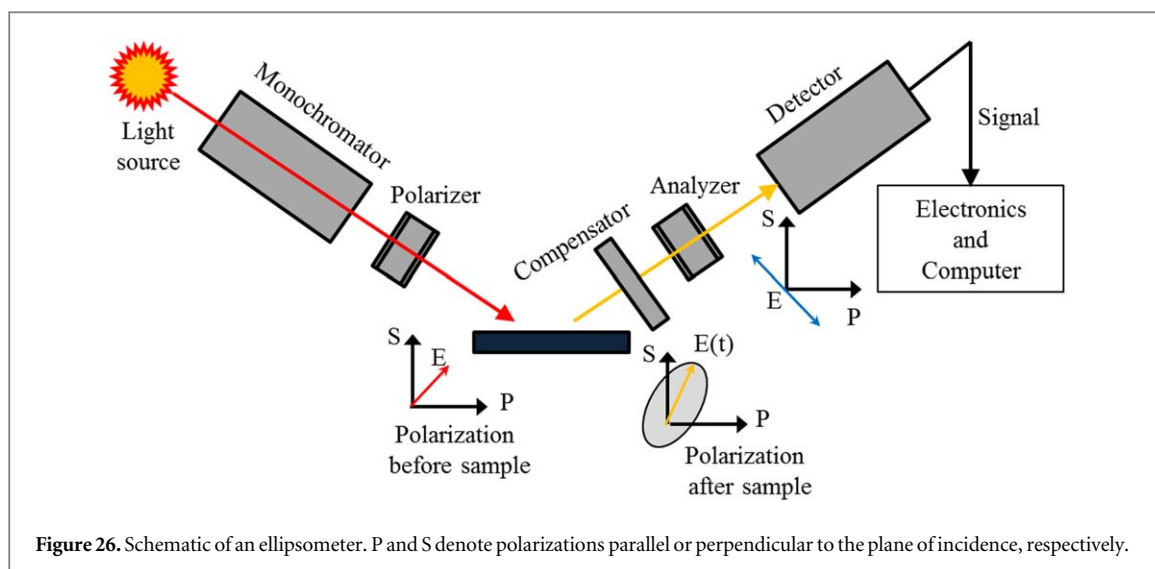 Light
source
Monochromator
Polarizer
Compensator
Analyzer
Detector
Signal
Electronics
and
Computer
S
E
P
Polarization
before sample
S
E(t)
P
Polarization
after sample
S
E
P
Figure 26. Schematic of an ellipsometer. P and S denote polarizations parallel or perpendicular to the plane of incidence, respectively.